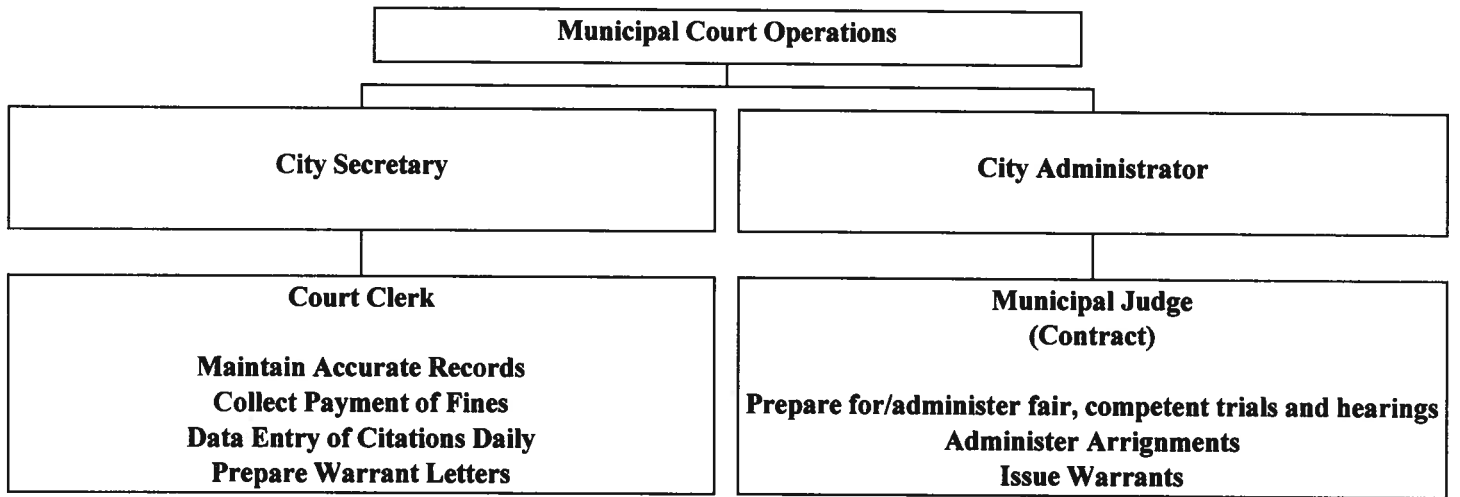 Municipal Court Operations
City Secretary
City Administrator
Court Clerk
Maintain Accurate Records
Collect Payment of Fines
Data Entry of Citations Daily
Prepare Warrant Letters
Municipal Judge
(Contract)
Prepare for/administer fair, competent trials and hearings
Administer Arrignments
Issue Warrants